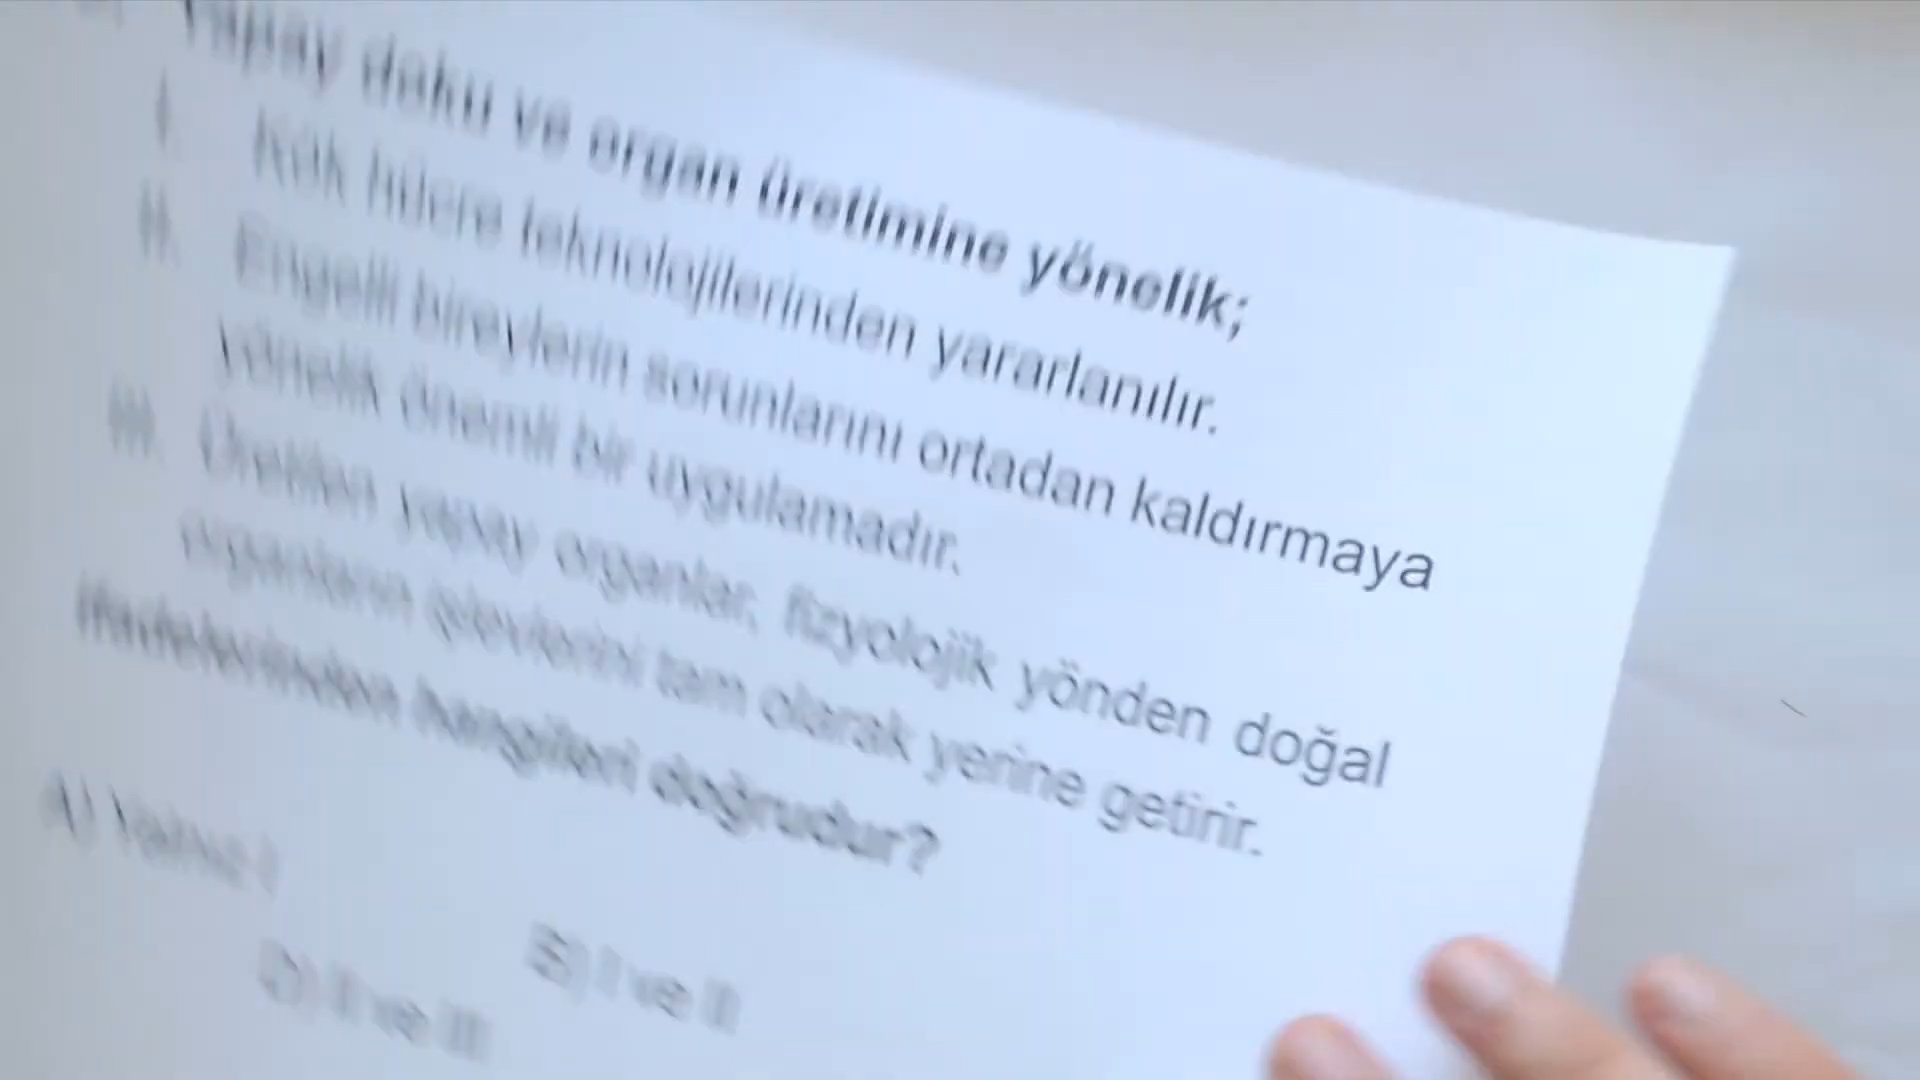 Yapay doku ve organ üretimine yönelik;
I. Kök hücre teknolojilerinden yararlanılır.
II. Engelli bireylerin sorunlarını ortadan kaldırmaya
yönelik önemli bir uygulamadır.
III. Üretilen yapay organlar, fizyolojik yönden doğal
organların işlevlerini tam olarak yerine getirir.
ifadelerinden hangileri doğrudur?
A) Yalnız I
B) I ve II
D) II ve III